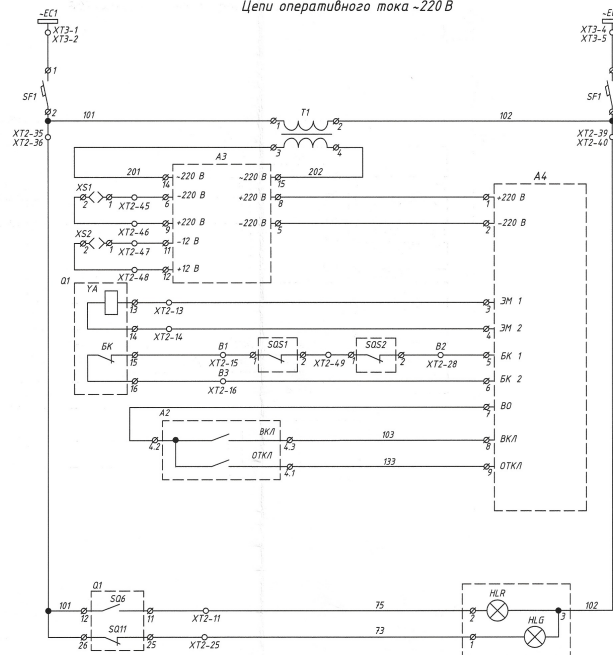 Цепи оперативного тока ~220 В
~EC1
XT3-1
XT3-2
XT3-4
XT3-5
1
SF1
2
SF1
101
T1
1
2
102
XT2-35
XT2-36
XT2-39
XT2-40
3
4
201
A3
202
14
~220 В
~220 В
15
A4
XS1
2
1
XT2-45
6
-220 В
+220 В
8
1
+220 В
XT2-46
9
+220 В
-220 В
5
2
-220 В
XS2
2
1
XT2-47
11
-12 В
XT2-48
12
+12 В
Q1
YA
13
XT2-13
3
ЭМ 1
14
XT2-14
4
ЭМ 2
БК
15
B1
XT2-15
1
SQS1
2
XT2-49
1
SQS2
2
B2
XT2-28
5
БК 1
16
B3
XT2-16
6
БК 2
7
ВО
A2
4.2
ВКЛ
4.3
103
8
ВКЛ
ОТКЛ
4.1
133
9
ОТКЛ
Q1
HLR
101
12
SQ6
11
XT2-11
75
2
3
102
26
SQ11
25
XT2-25
73
1
HLG